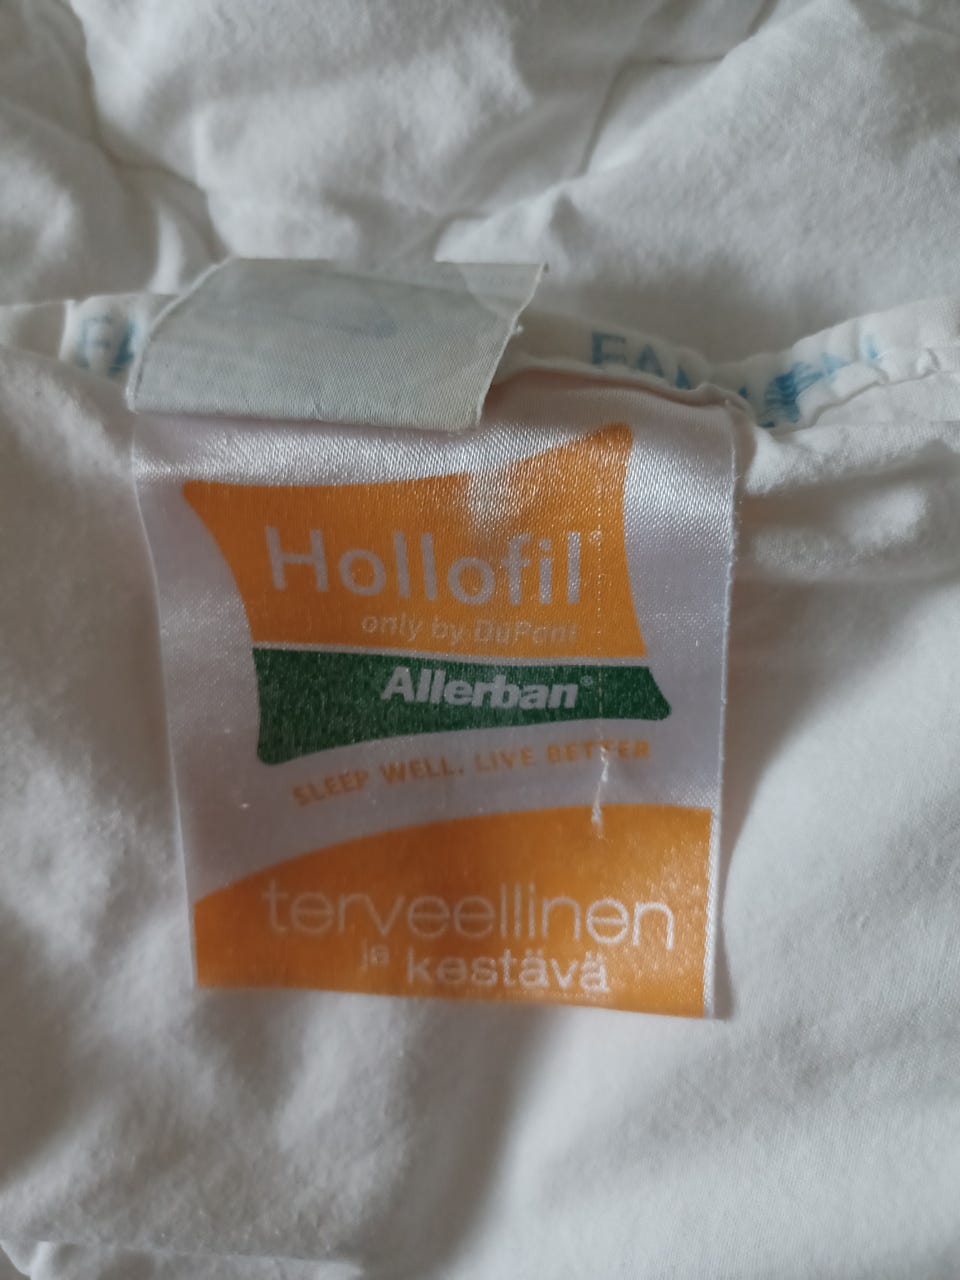 Hollofil®
only by DuPont
Allerban®
SLEEP WELL. LIVE BETTER
terveellinen
ja kestävä